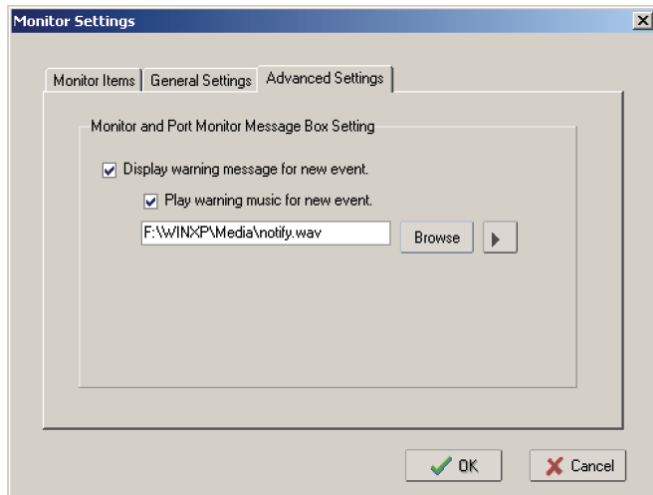 Monitor Settings
Monitor Items General Settings Advanced Settings
Monitor and Port Monitor Message Box Setting
Display warning message for new event.
Play warning music for new event.
F:\WINXP\Media\notify.wav Browse
OK Cancel